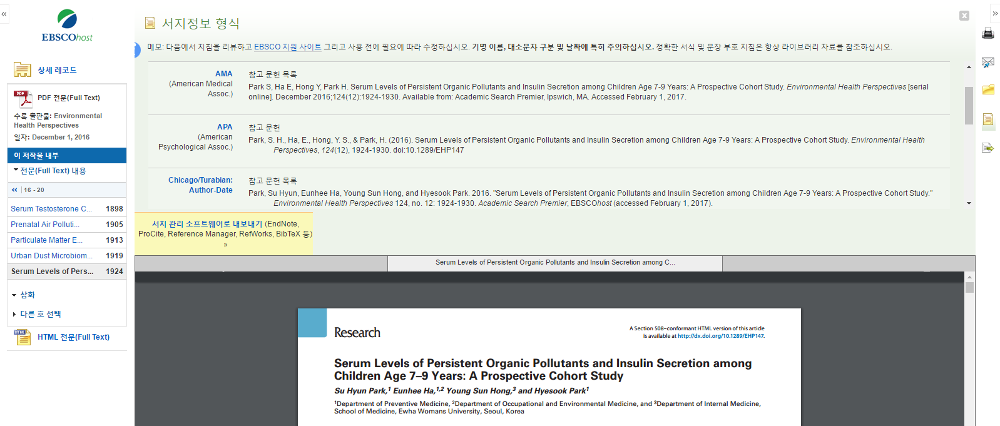 «
»
EBSCOhost
상세 레코드
PDF
PDF 전문(Full Text)
수록 출판물: Environmental
Health Perspectives
일자: December 1, 2016
이 저작물 내부
전문(Full Text) 내용
« | 16 - 20
Serum Testosterone C... 1898
Prenatal Air Polluti... 1905
Particulate Matter E... 1913
Urban Dust Microbiom... 1919
Serum Levels of Pers... 1924
삽화
다른 호 선택
HTML
HTML 전문(Full Text)
서지정보 형식
메모: 다음에서 지침을 리뷰하고 EBSCO 지원 사이트 그리고 사용 전에 필요에 따라 수정하십시오. 기명 이름, 대소문자 구분 및 날짜에 특히 주의하십시오. 정확한 서식 및 문장 부호 지침은 항상 라이브러리 자료를 참조하십시오.
AMA
(American Medical
Assoc.)
참고 문헌 목록
Park S, Ha E, Hong Y, Park H. Serum Levels of Persistent Organic Pollutants and Insulin Secretion among Children Age 7-9 Years: A Prospective Cohort Study. Environmental Health Perspectives [serial
online]. December 2016;124(12):1924-1930. Available from: Academic Search Premier, Ipswich, MA. Accessed February 1, 2017.
APA
(American
Psychological Assoc.)
참고 문헌
Park, S. H., Ha, E., Hong, Y. S., & Park, H. (2016). Serum Levels of Persistent Organic Pollutants and Insulin Secretion among Children Age 7-9 Years: A Prospective Cohort Study. Environmental Health
Perspectives, 124(12), 1924-1930. doi:10.1289/EHP147
Chicago/Turabian:
Author-Date
참고 문헌 목록
Park, Su Hyun, Eunhee Ha, Young Sun Hong, and Hyesook Park. 2016. "Serum Levels of Persistent Organic Pollutants and Insulin Secretion among Children Age 7-9 Years: A Prospective Cohort Study."
Environmental Health Perspectives 124, no. 12: 1924-1930. Academic Search Premier, EBSCOhost (accessed February 1, 2017).
서지 관리 소프트웨어로 내보내기 (EndNote,
ProCite, Reference Manager, RefWorks, BibTeX 등)
»
Serum Levels of Persistent Organic Pollutants and Insulin Secretion among C...
Research
A Section 508–conformant HTML version of this article
is available at http://dx.doi.org/10.1289/EHP147.
Serum Levels of Persistent Organic Pollutants and Insulin Secretion among
Children Age 7–9 Years: A Prospective Cohort Study
Su Hyun Park,1 Eunhee Ha,1,2 Young Sun Hong,3 and Hyesook Park1
1Department of Preventive Medicine, 2Department of Occupational and Environmental Medicine, and 3Department of Internal Medicine,
School of Medicine, Ewha Womans University, Seoul, Korea